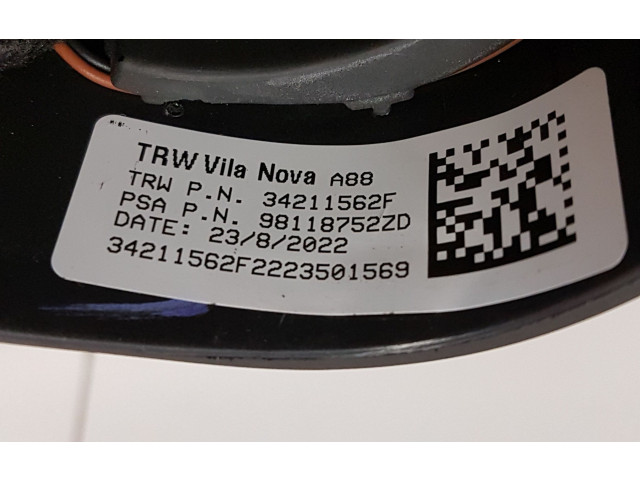 TRW Vila Nova A88
TRW P.N. 34211562F
PSA P.N. 98118752ZD
DATE: 23/8/2022
34211562F2223501569